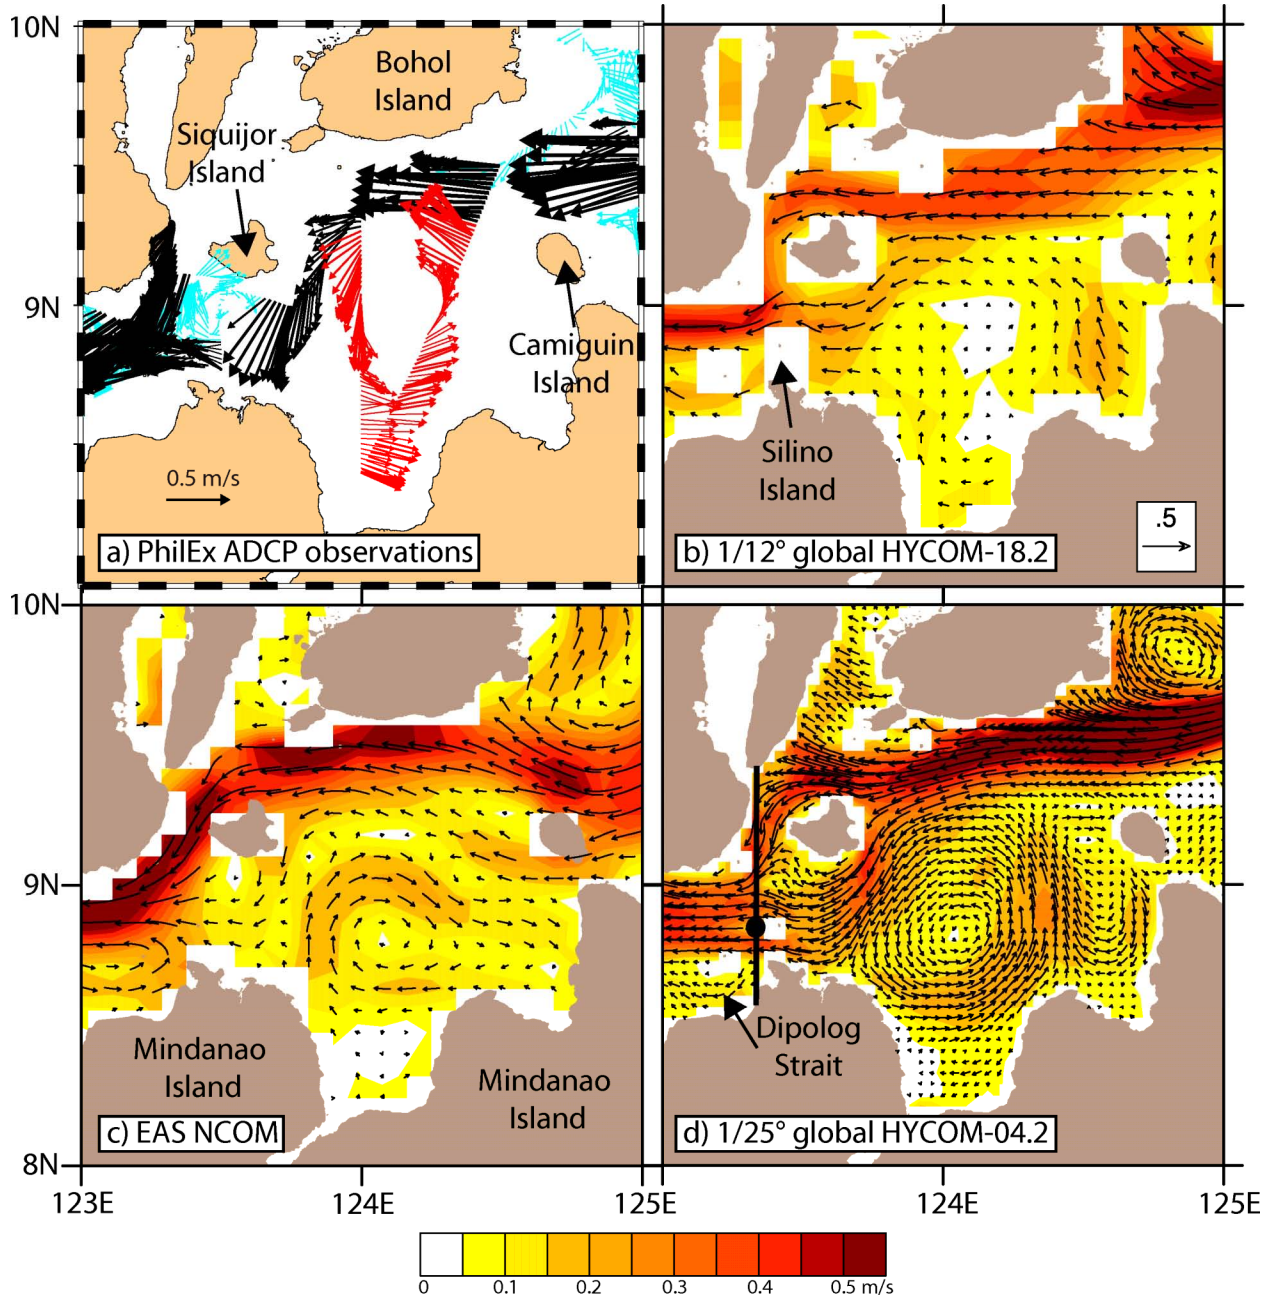 10N
Bohol
Island
Siquijor
Island
9N
Camiguin
Island
0.5 m/s
a) PhilEx ADCP observations
Silino
Island
.5
b) 1/12° global HYCOM-18.2
10N
9N
Mindanao
Island
Mindanao
Island
c) EAS NCOM
8N
Dipolog
Strait
d) 1/25° global HYCOM-04.2
123E
124E
125E
124E
125E
0
0.1
0.2
0.3
0.4
0.5 m/s